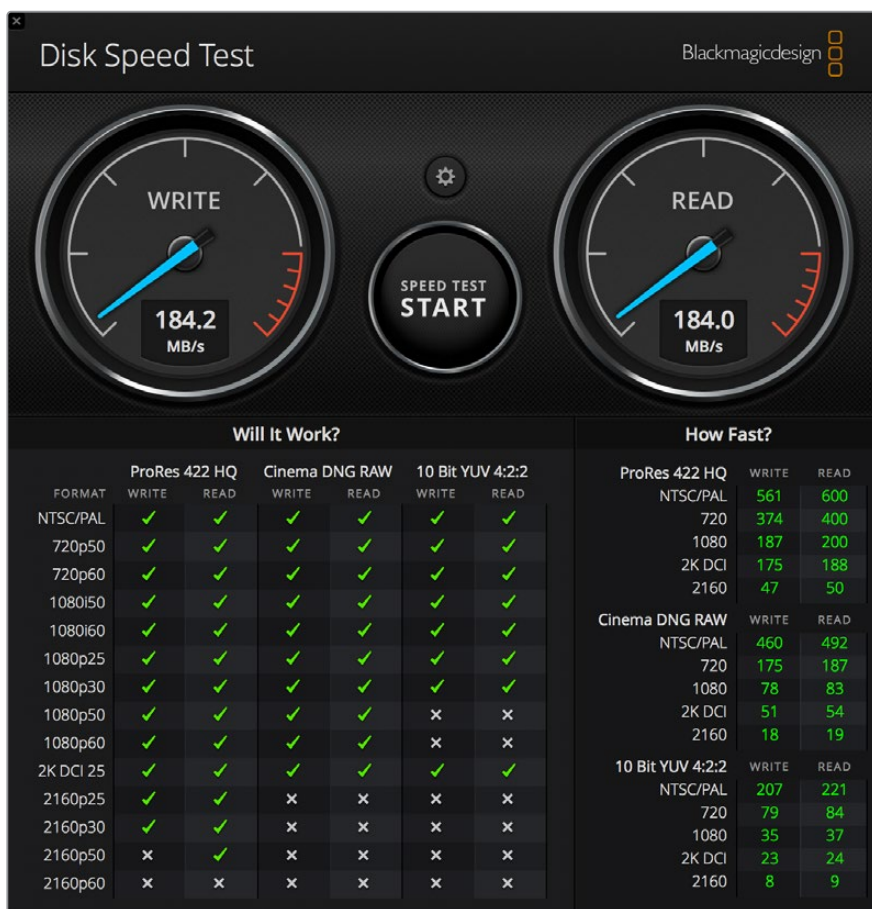 Disk Speed Test
Blackmagicdesign
WRITE
184.2
MB/s
SPEED TEST
START
READ
184.0
MB/s
Will It Work?
ProRes 422 HQ Cinema DNG RAW 10 Bit YUV 4:2:2
FORMAT WRITE READ WRITE READ WRITE READ
NTSC/PAL ✓ ✓ ✓ ✓ ✓ ✓
720p50 ✓ ✓ ✓ ✓ ✓ ✓
720p60 ✓ ✓ ✓ ✓ ✓ ✓
1080i50 ✓ ✓ ✓ ✓ ✓ ✓
1080i60 ✓ ✓ ✓ ✓ ✓ ✓
1080p25 ✓ ✓ ✓ ✓ ✓ ✓
1080p30 ✓ ✓ ✓ ✓ ✓ ✓
1080p50 ✓ ✓ ✓ ✓ × ×
1080p60 ✓ ✓ ✓ ✓ × ×
2K DCI 25 ✓ ✓ ✓ ✓ ✓ ✓
2160p25 ✓ ✓ × × × ×
2160p30 ✓ ✓ × × × ×
2160p50 × ✓ × × × ×
2160p60 × × × × × ×
How Fast?
ProRes 422 HQ WRITE READ
NTSC/PAL 561 600
720 374 400
1080 187 200
2K DCI 175 188
2160 47 50
Cinema DNG RAW WRITE READ
NTSC/PAL 460 492
720 175 187
1080 78 83
2K DCI 51 54
2160 18 19
10 Bit YUV 4:2:2 WRITE READ
NTSC/PAL 207 221
720 79 84
1080 35 37
2K DCI 23 24
2160 8 9